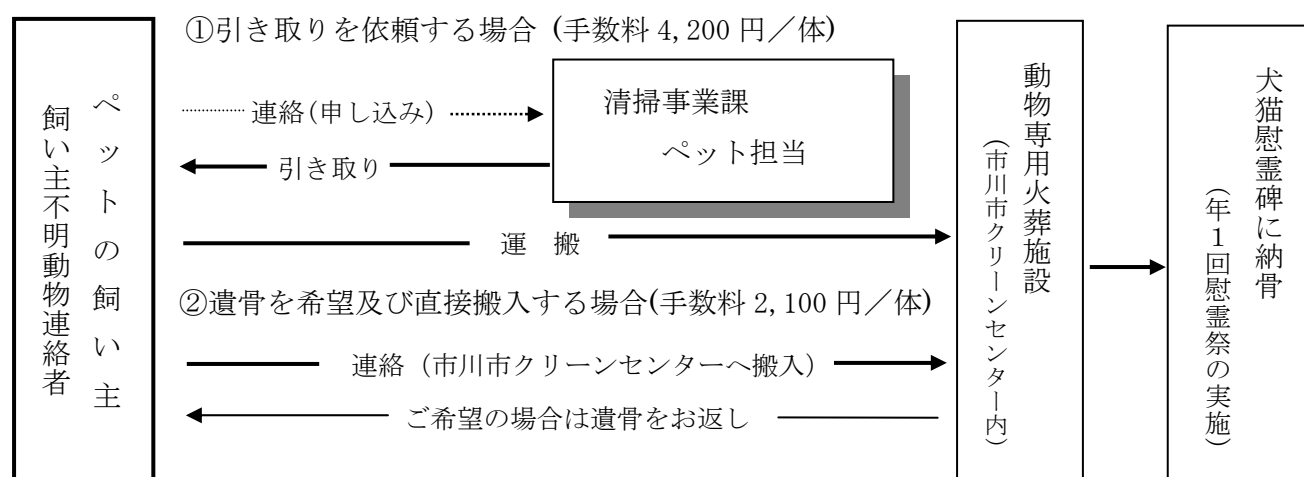 ペットの飼い主
飼い主不明動物連絡者
①引き取りを依頼する場合 (手数料 4,200 円／体)
連絡(申し込み)
清掃事業課
ペット担当
引き取り
運 搬
②遺骨を希望及び直接搬入する場合(手数料 2,100 円／体)
連絡（市川市クリーンセンターへ搬入）
ご希望の場合は遺骨をお返し
動物専用火葬施設
（市川市クリーンセンター内）
犬猫慰霊碑に納骨
（年１回慰霊祭の実施）